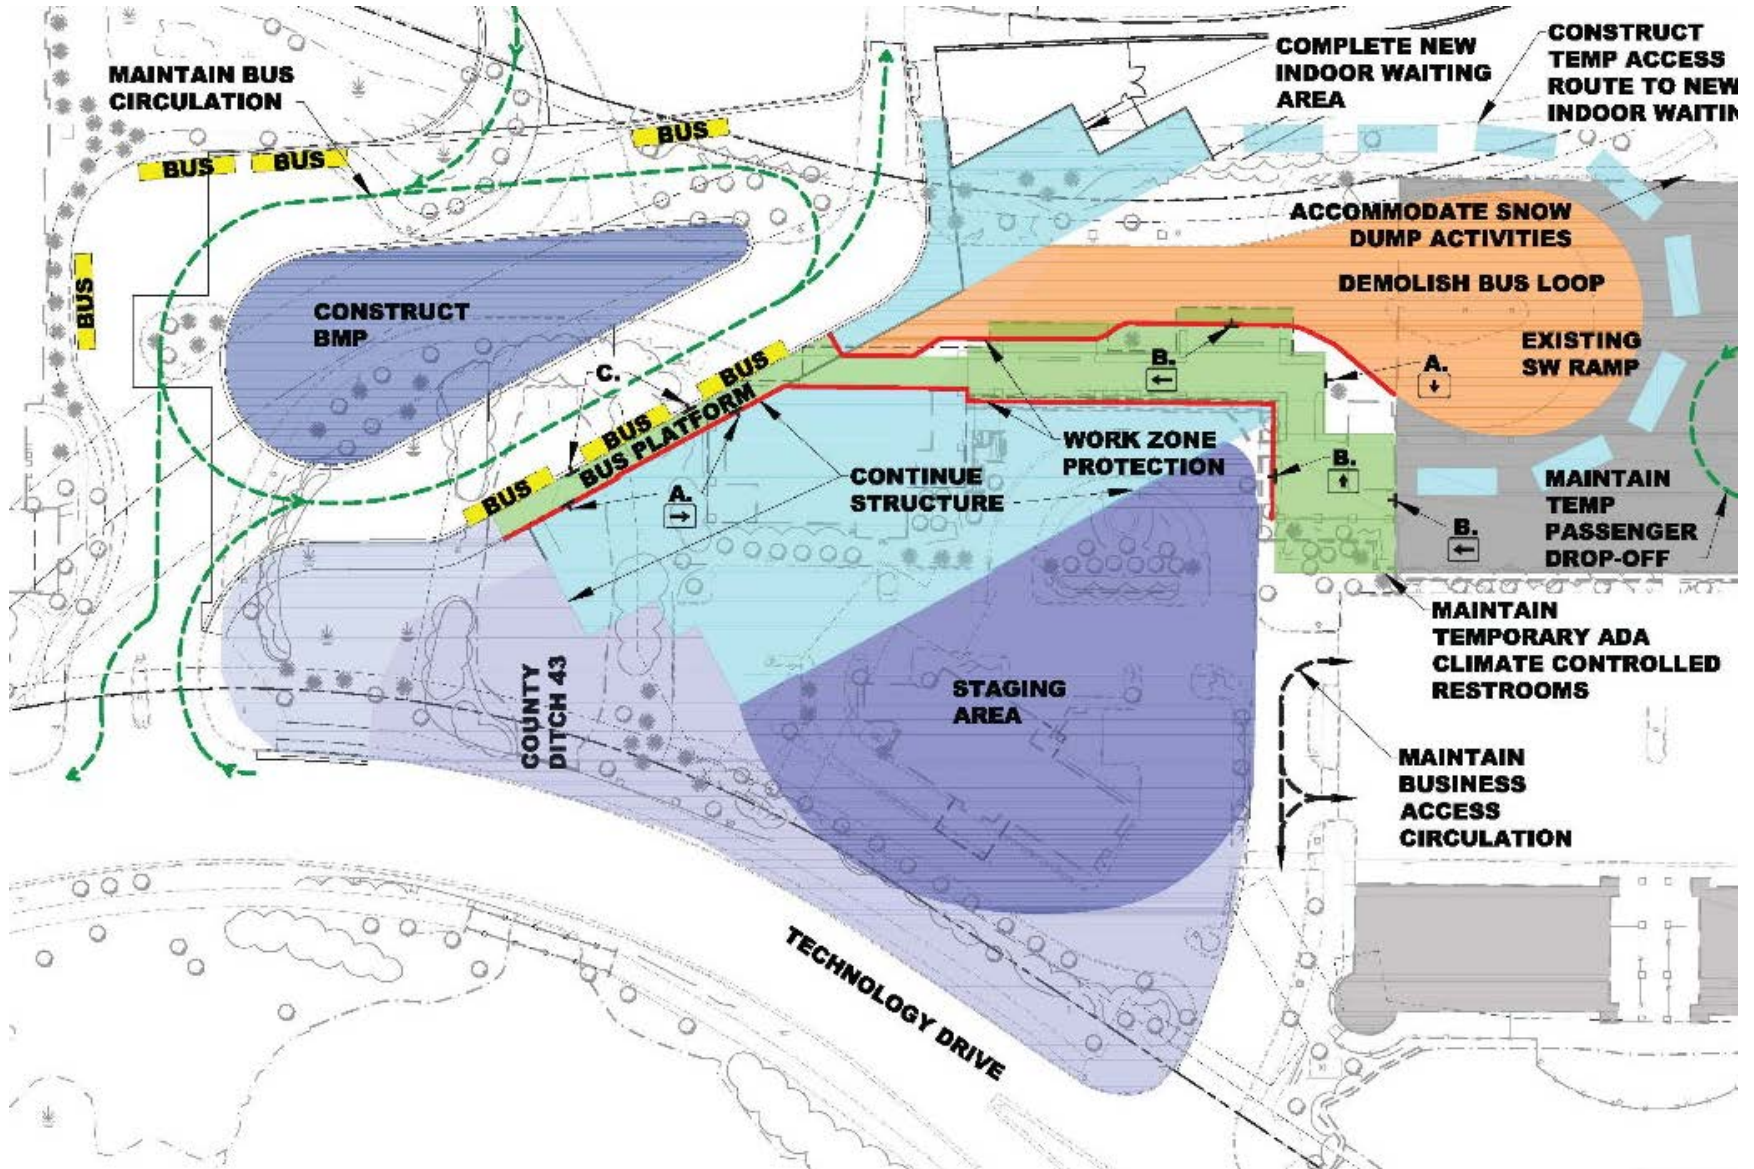 MAINTAIN BUS
CIRCULATION
BUS
BUS
BUS
BUS
COMPLETE NEW
INDOOR WAITING
AREA
CONSTRUCT
TEMP ACCESS
ROUTE TO NEW
INDOOR WAITIN
ACCOMMODATE SNOW
DUMP ACTIVITIES
DEMOLISH BUS LOOP
EXISTING
SW RAMP
CONSTRUCT
BMP
C.
BUS
BUS
BUS
BUS PLATFORM
A.
B.
A.
B.
B.
WORK ZONE
PROTECTION
CONTINUE
STRUCTURE
MAINTAIN
TEMP
PASSENGER
DROP-OFF
MAINTAIN
TEMPORARY ADA
CLIMATE CONTROLLED
RESTROOMS
COUNTY
DITCH 43
STAGING
AREA
MAINTAIN
BUSINESS
ACCESS
CIRCULATION
TECHNOLOGY DRIVE